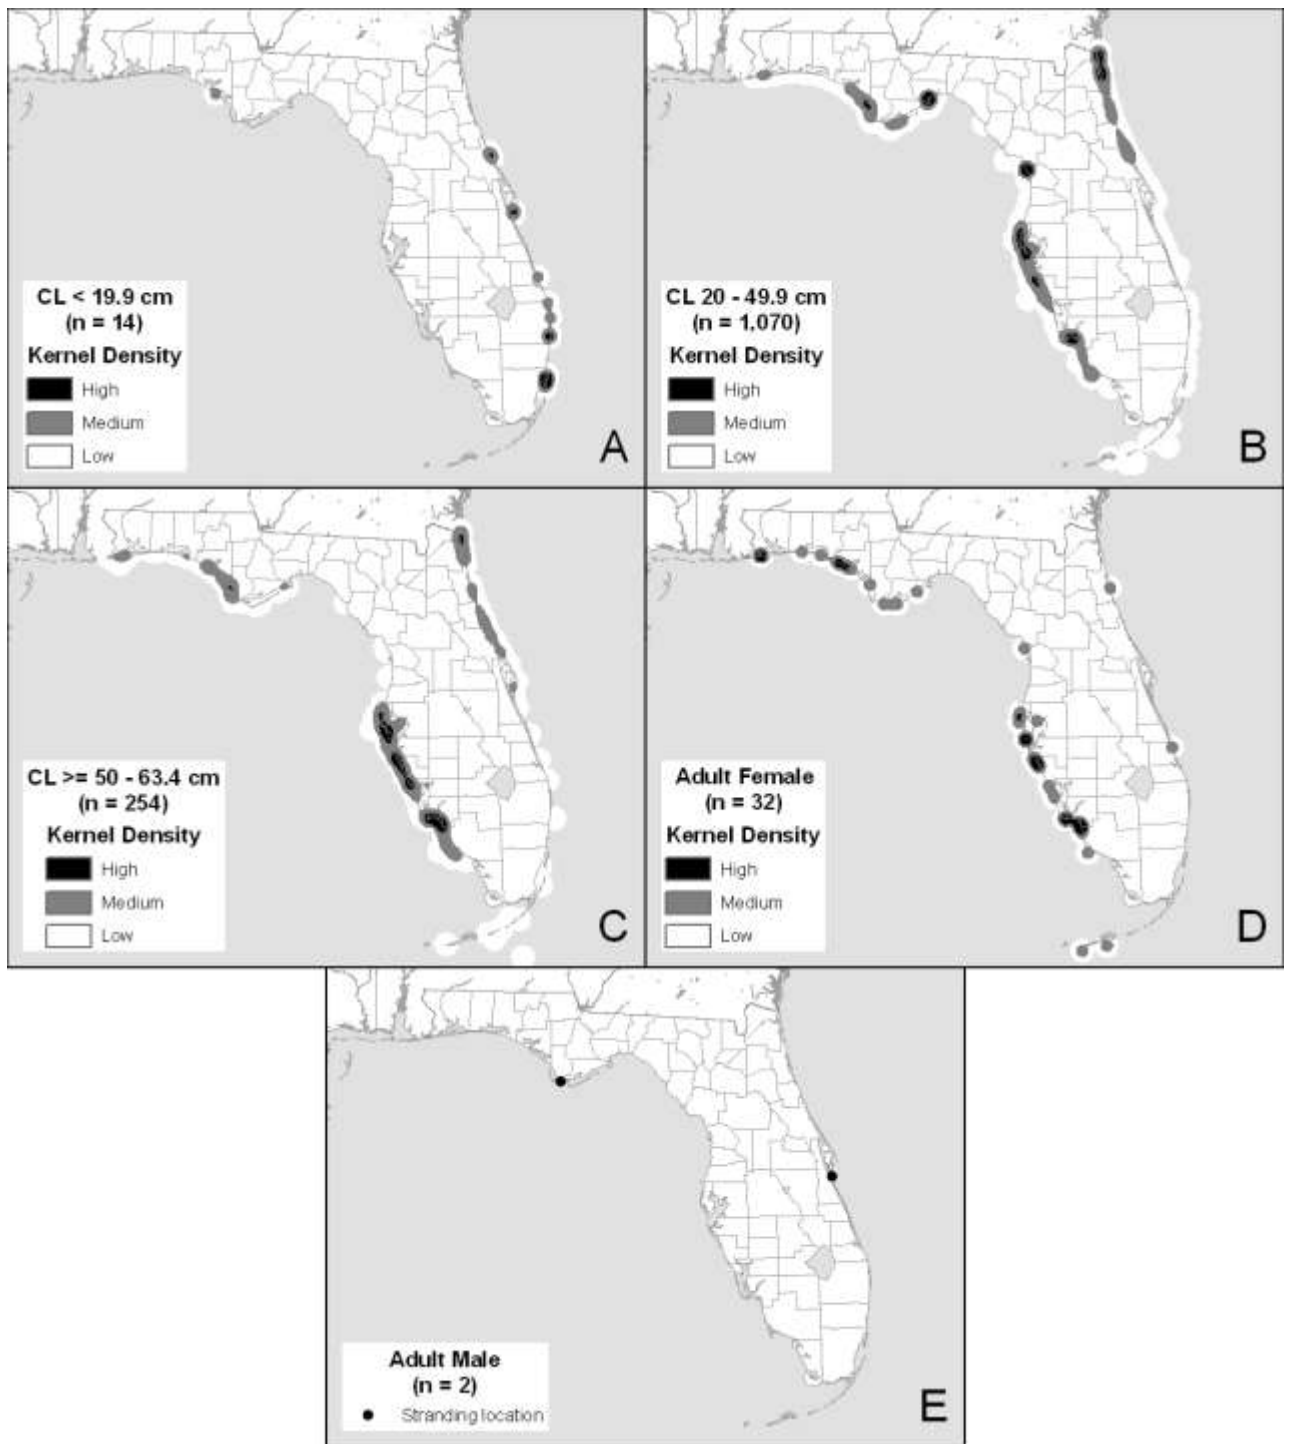 CL < 19.9 cm
(n = 14)
Kernel Density
High
Medium
Low
A
CL 20 - 49.9 cm
(n = 1,070)
Kernel Density
High
Medium
Low
B
CL >= 50 - 63.4 cm
(n = 254)
Kernel Density
High
Medium
Low
C
Adult Female
(n = 32)
Kernel Density
High
Medium
Low
D
Adult Male
(n = 2)
Stranding location
E